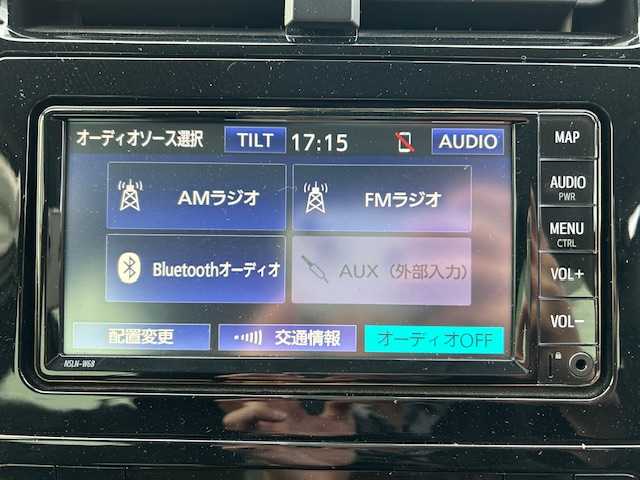 オーディオソース選択 TILT 17:15 AUDIO
AMラジオ FMラジオ
Bluetoothオーディオ AUX（外部入力）
配置変更 交通情報 オーディオOFF
NSLN-W68
MAP
AUDIO
PWR
MENU
CTRL
VOL+
VOL−